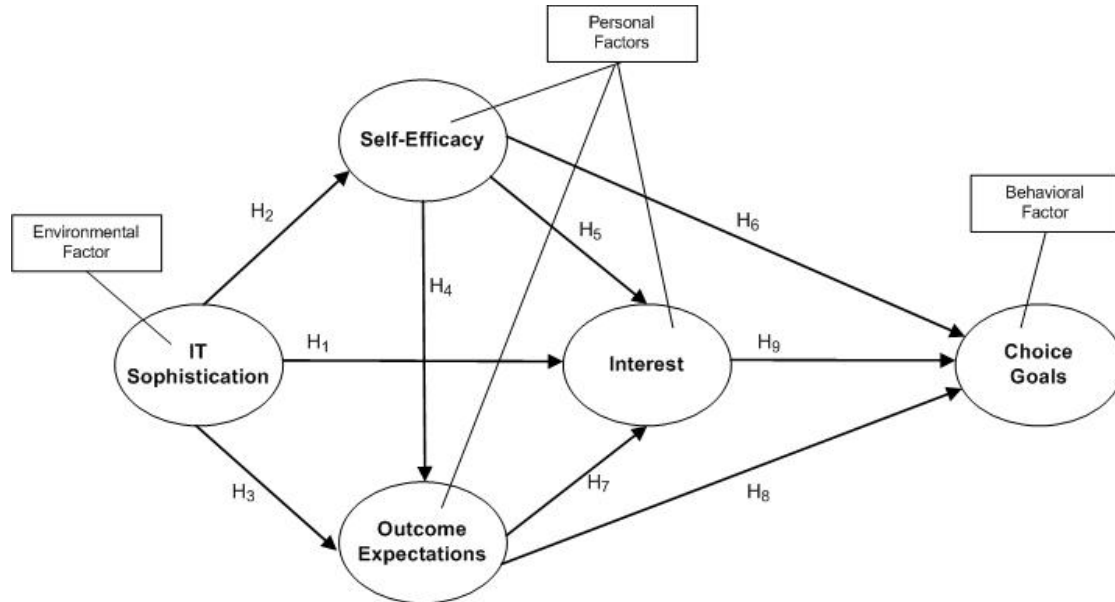 Personal
Factors
Self-Efficacy
Behavioral
Factor
H2
H6
Environmental
Factor
H5
H4
IT
Sophistication
H1
Interest
H9
Choice
Goals
H3
H7
H8
Outcome
Expectations